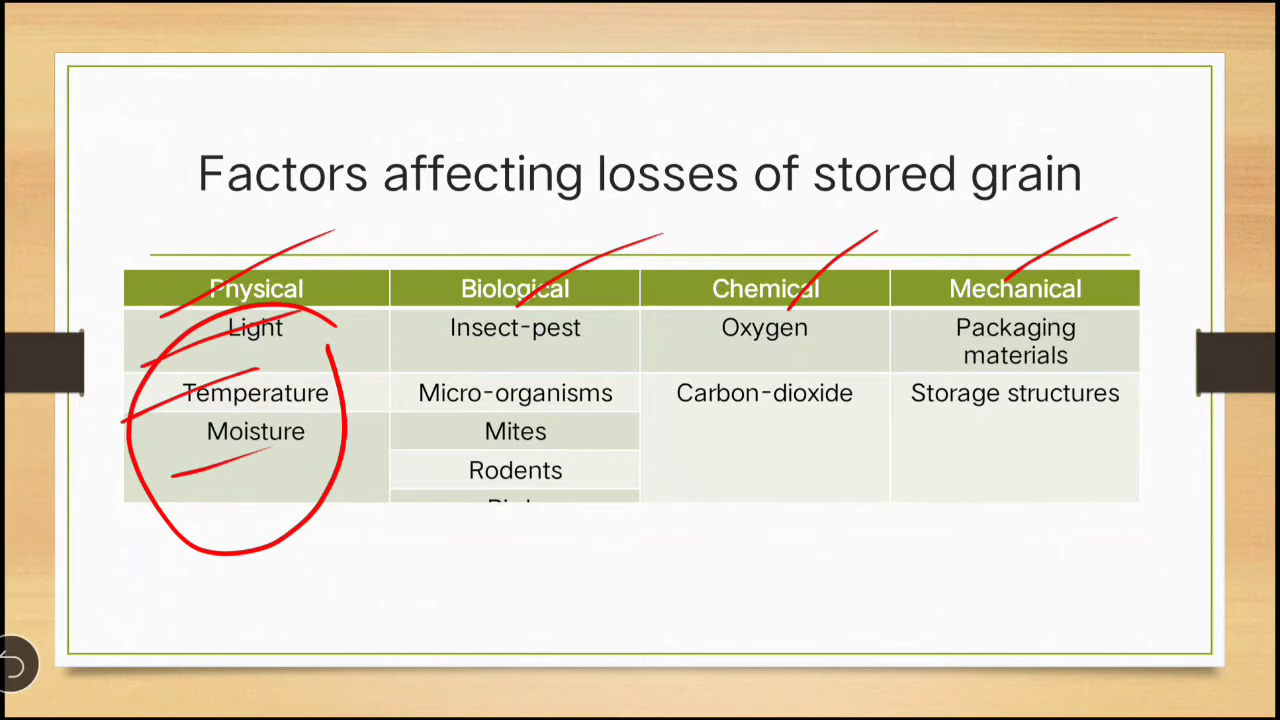 Factors affecting losses of stored grain
Physical Biological Chemical Mechanical
Light Insect-pest Oxygen Packaging
materials
Temperature Micro-organisms Carbon-dioxide Storage structures
Moisture Mites
Rodents